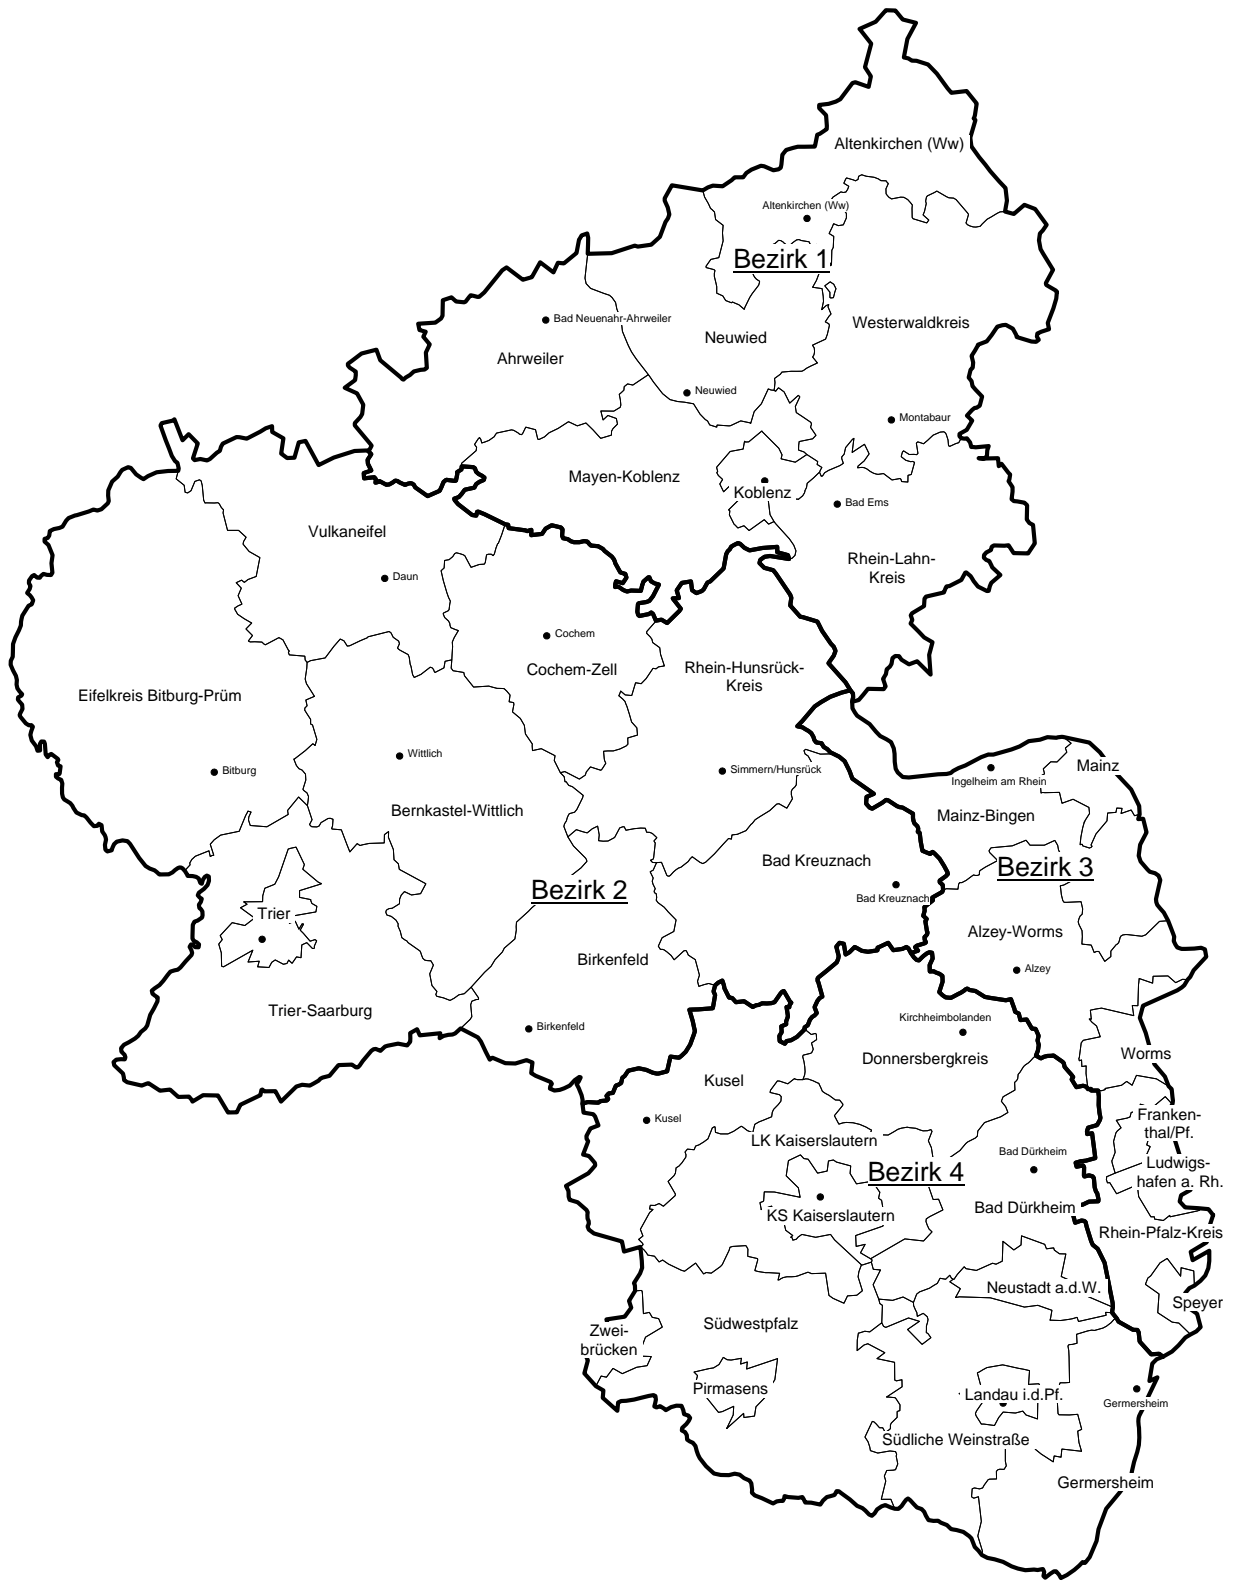 Altenkirchen (Ww)
Altenkirchen (Ww)
Bezirk 1
Bad Neuenahr-Ahrweiler
Westerwaldkreis
Neuwied
Ahrweiler
Neuwied
Montabaur
Mayen-Koblenz
Koblenz
Bad Ems
Vulkaneifel
Rhein-Lahn-
Kreis
Daun
Cochem
Cochem-Zell
Rhein-Hunsrück-
Kreis
Eifelkreis Bitburg-Prüm
Wittlich
Bitburg
Simmern/Hunsrück
Mainz
Ingelheim am Rhein
Bernkastel-Wittlich
Mainz-Bingen
Bad Kreuznach
Bezirk 3
Bezirk 2
Bad Kreuznach
Trier
Alzey-Worms
Birkenfeld
Alzey
Trier-Saarburg
Kirchheimbolanden
Birkenfeld
Donnersbergkreis
Worms
Kusel
Kusel
Franken-
thal/Pf.
LK Kaiserslautern
Bad Dürkheim
Ludwigs-
hafen a. Rh.
Bezirk 4
Bad Dürkheim
KS Kaiserslautern
Rhein-Pfalz-Kreis
Neustadt a.d.W.
Speyer
Südwestpfalz
Zwei-
brücken
Pirmasens
Landau i.d.Pf.
Germersheim
Südliche Weinstraße
Germersheim